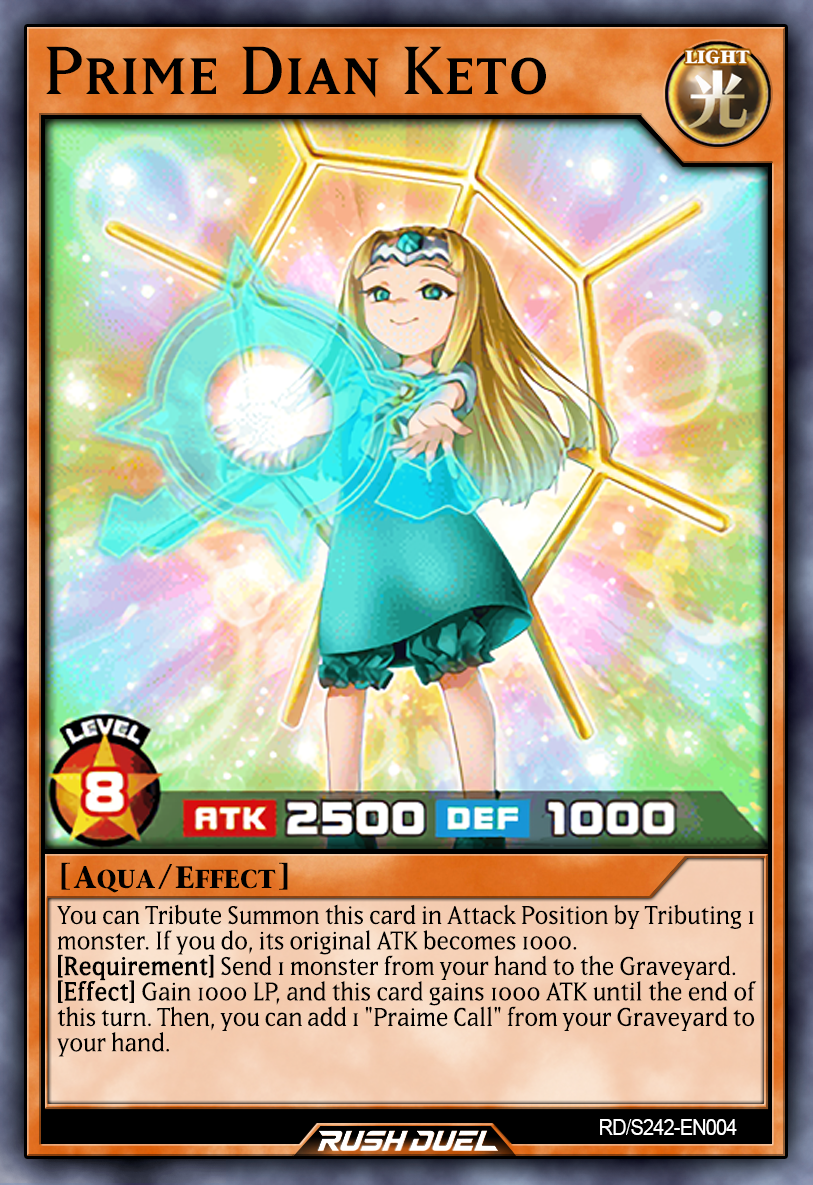 Prime Dian Keto
LIGHT
光
LEVEL
8
ATK 2500 DEF 1000
[Aqua/Effect]
You can Tribute Summon this card in Attack Position by Tributing 1
monster. If you do, its original ATK becomes 1000.
[Requirement] Send 1 monster from your hand to the Graveyard.
[Effect] Gain 1000 LP, and this card gains 1000 ATK until the end of
this turn. Then, you can add 1 "Praime Call" from your Graveyard to
your hand.
RD/S242-EN004
RUSH DUEL